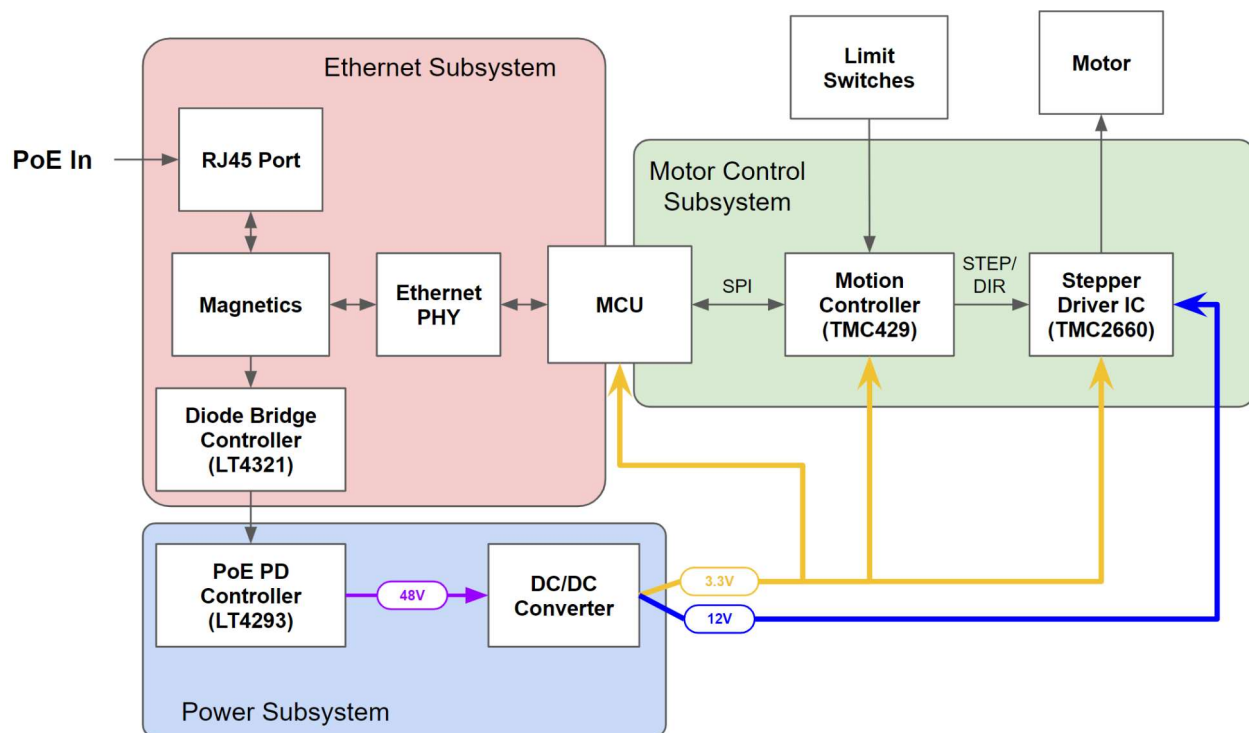 Ethernet Subsystem
Limit
Switches
Motor
PoE In
RJ45 Port
Motor Control
Subsystem
Magnetics
Ethernet
PHY
MCU
SPI
Motion
Controller
(TMC429)
STEP/
DIR
Stepper
Driver IC
(TMC2660)
Diode Bridge
Controller
(LT4321)
PoE PD
Controller
(LT4293)
48V
DC/DC
Converter
3.3V
12V
Power Subsystem